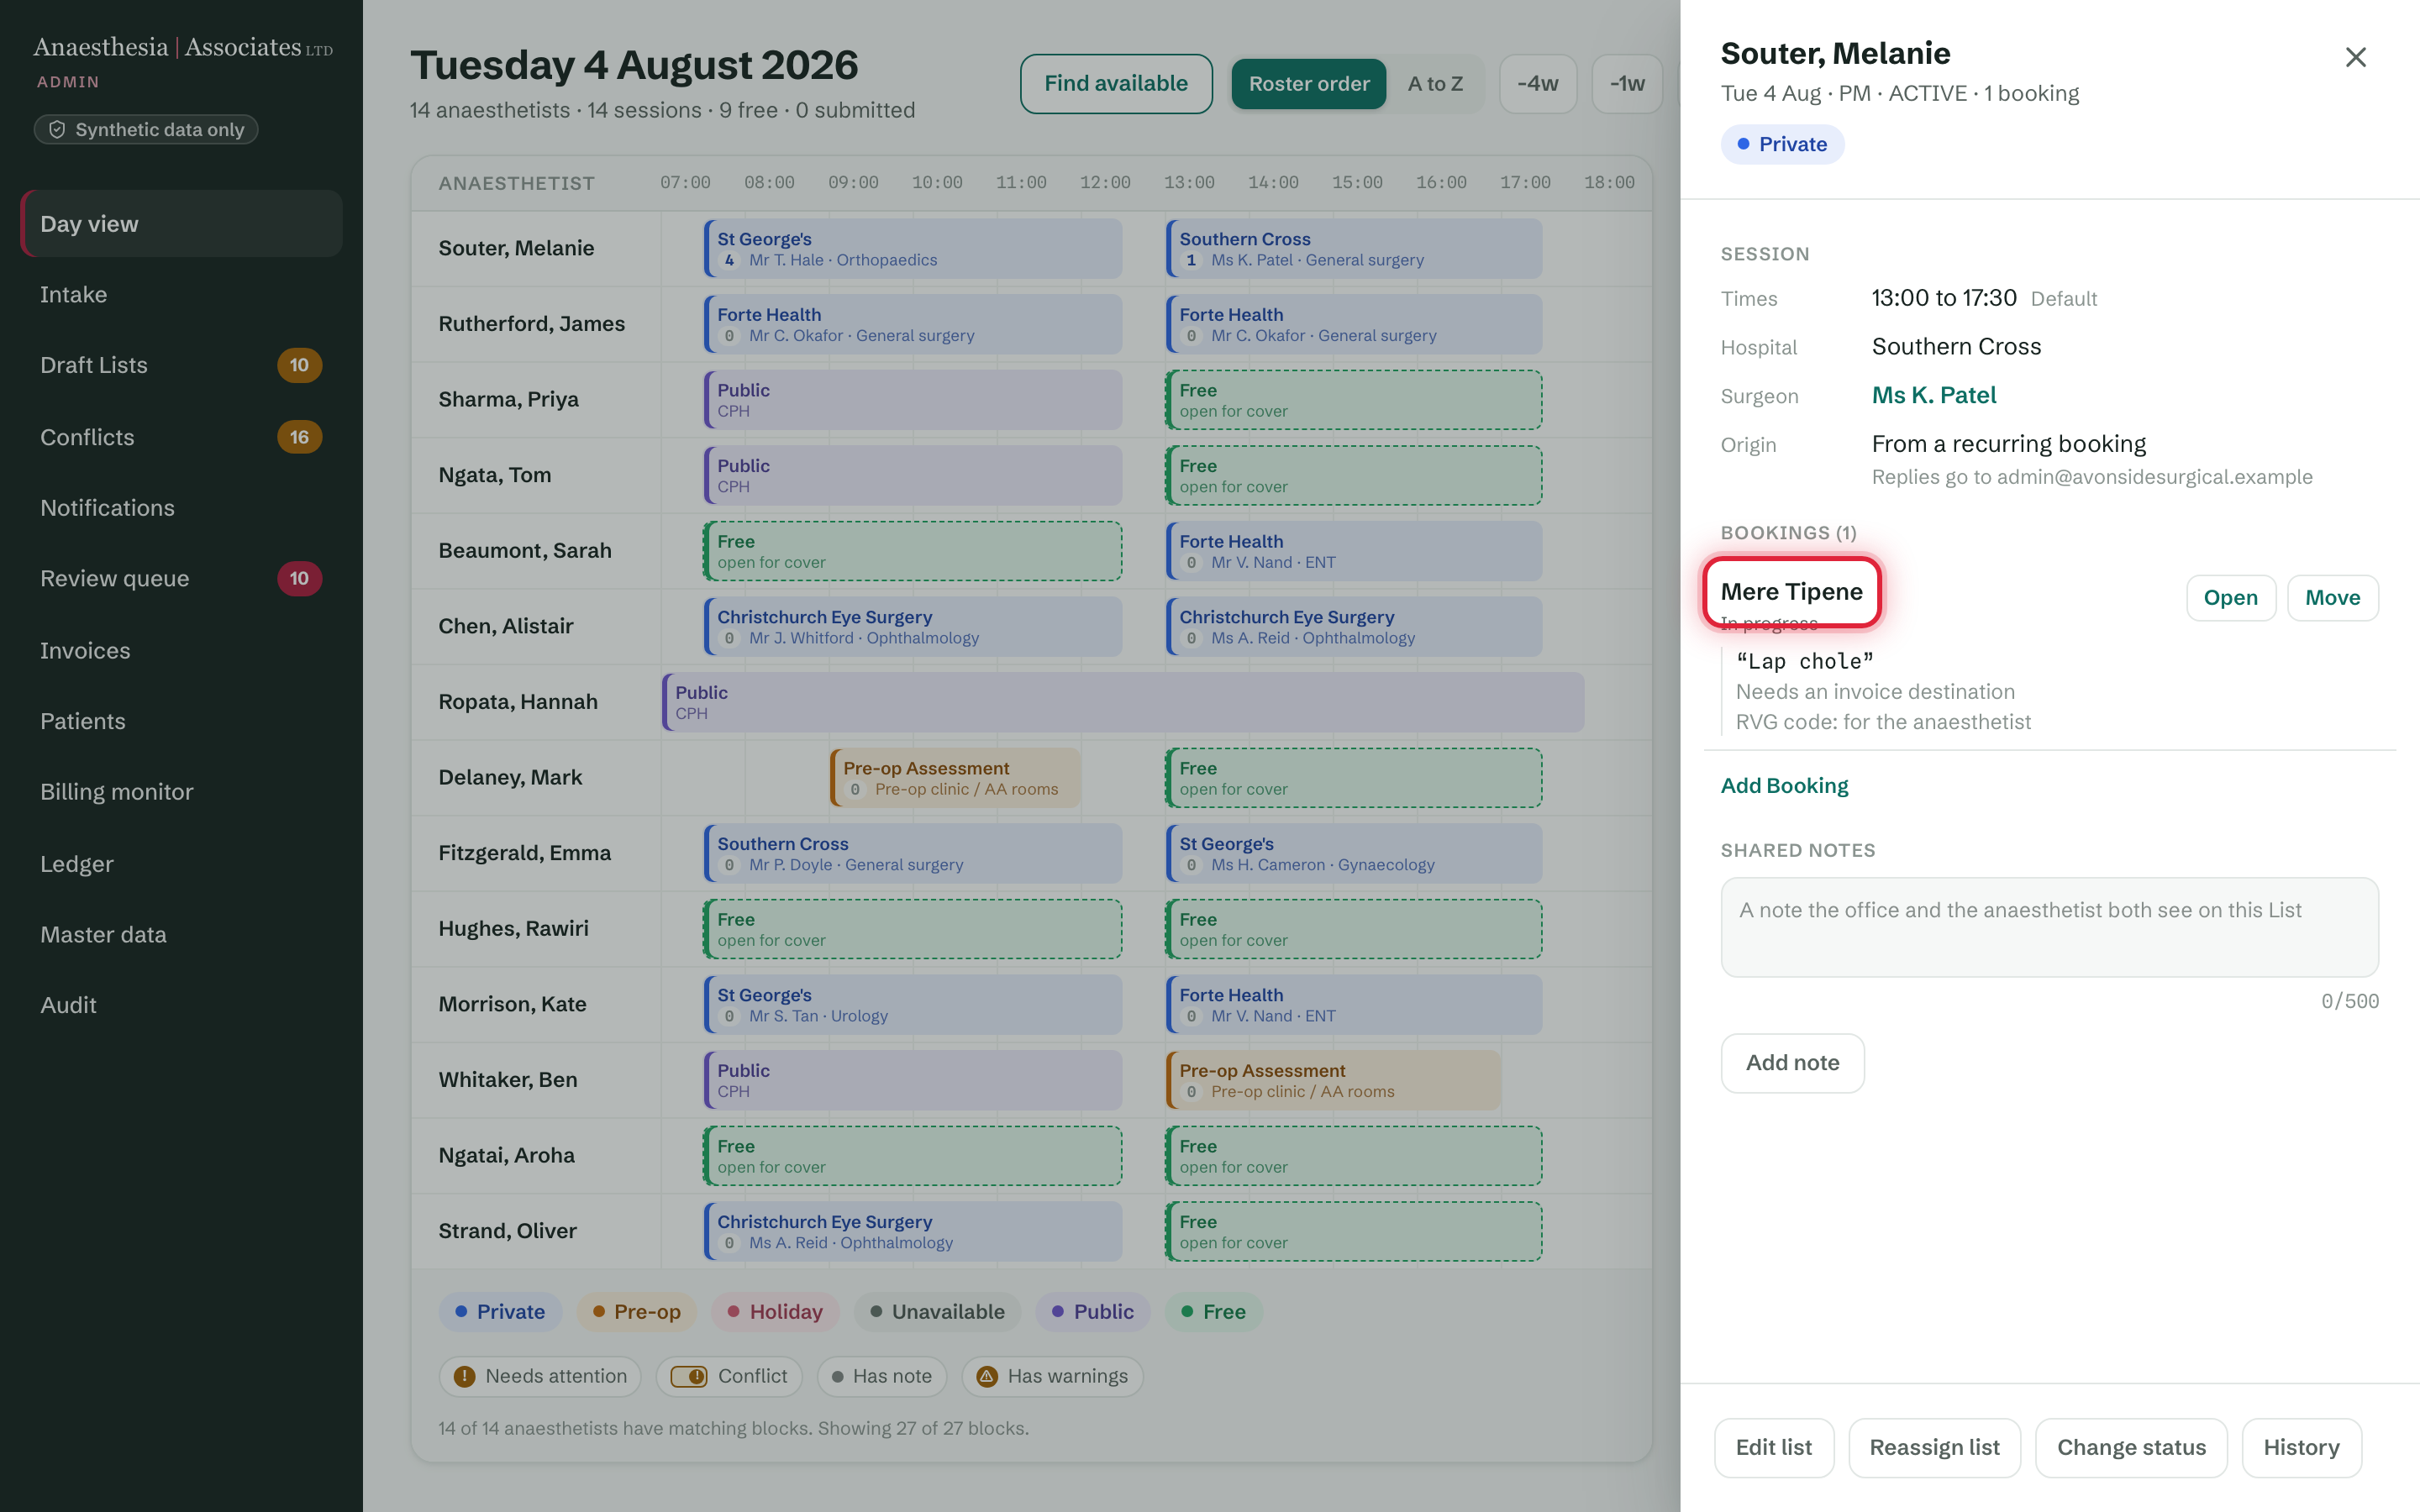 Anaesthesia | Associates LTD
ADMIN
Synthetic data only
Day view
Intake
Draft Lists 10
Conflicts 16
Notifications
Review queue 10
Invoices
Patients
Billing monitor
Ledger
Master data
Audit
Tuesday 4 August 2026
14 anaesthetists · 14 sessions · 9 free · 0 submitted
Find available
Roster order
A to Z
-4w
-1w
ANAESTHETIST 07:00 08:00 09:00 10:00 11:00 12:00 13:00 14:00 15:00 16:00 17:00 18:00
Souter, Melanie
St George's
4 Mr T. Hale · Orthopaedics
Southern Cross
1 Ms K. Patel · General surgery
Rutherford, James
Forte Health
0 Mr C. Okafor · General surgery
Forte Health
0 Mr C. Okafor · General surgery
Sharma, Priya
Public
CPH
Free
open for cover
Ngata, Tom
Public
CPH
Free
open for cover
Beaumont, Sarah
Free
open for cover
Forte Health
0 Mr V. Nand · ENT
Chen, Alistair
Christchurch Eye Surgery
0 Mr J. Whitford · Ophthalmology
Christchurch Eye Surgery
0 Ms A. Reid · Ophthalmology
Ropata, Hannah
Public
CPH
Delaney, Mark
Pre-op Assessment
0 Pre-op clinic / AA rooms
Free
open for cover
Fitzgerald, Emma
Southern Cross
0 Mr P. Doyle · General surgery
St George's
0 Ms H. Cameron · Gynaecology
Hughes, Rawiri
Free
open for cover
Free
open for cover
Morrison, Kate
St George's
0 Mr S. Tan · Urology
Forte Health
0 Mr V. Nand · ENT
Whitaker, Ben
Public
CPH
Pre-op Assessment
0 Pre-op clinic / AA rooms
Ngatai, Aroha
Free
open for cover
Free
open for cover
Strand, Oliver
Christchurch Eye Surgery
0 Ms A. Reid · Ophthalmology
Free
open for cover
Private
Pre-op
Holiday
Unavailable
Public
Free
Needs attention
Conflict
Has note
Has warnings
14 of 14 anaesthetists have matching blocks. Showing 27 of 27 blocks.
Souter, Melanie
Tue 4 Aug · PM · ACTIVE · 1 booking
Private
SESSION
Times 13:00 to 17:30 Default
Hospital Southern Cross
Surgeon Ms K. Patel
Origin From a recurring booking
Replies go to admin@avonsidesurgical.example
BOOKINGS (1)
Mere Tipene
In progress
Open
Move
“Lap chole”
Needs an invoice destination
RVG code: for the anaesthetist
Add Booking
SHARED NOTES
A note the office and the anaesthetist both see on this List
0/500
Add note
Edit list
Reassign list
Change status
History